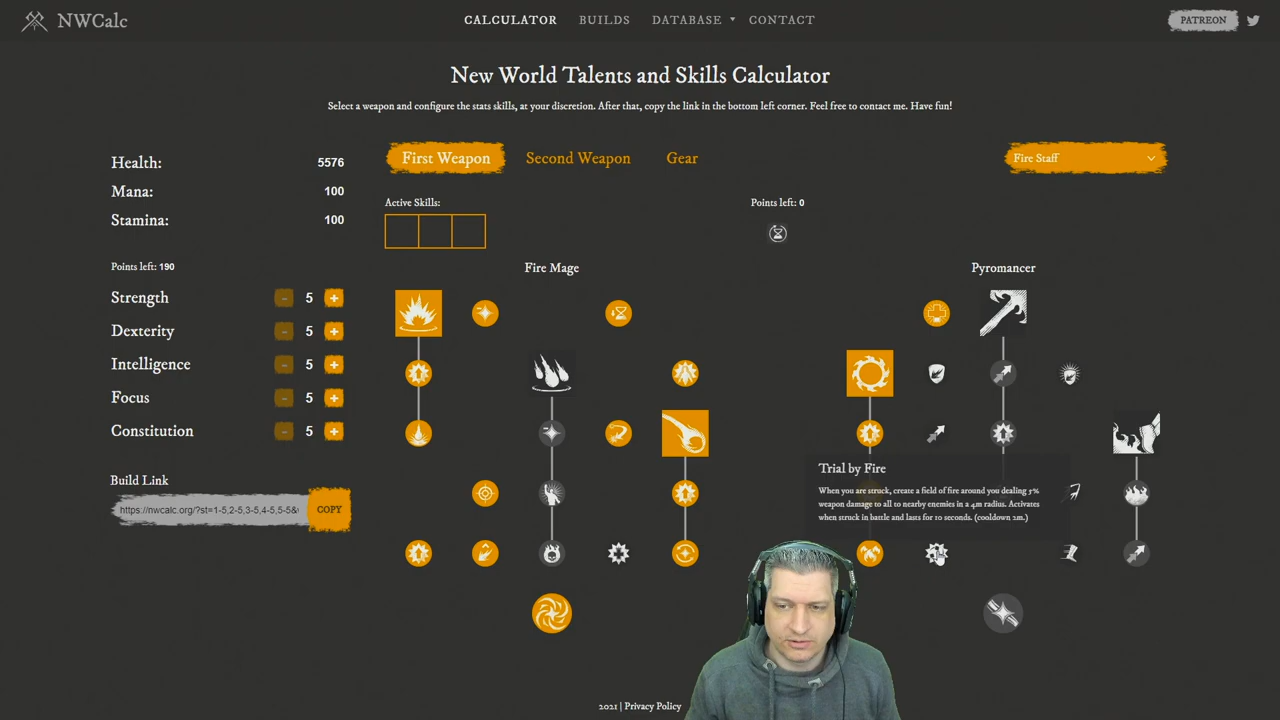 NWCalc
CALCULATOR
BUILDS
DATABASE
CONTACT
PATREON
New World Talents and Skills Calculator
Select a weapon and configure the stats skills, at your discretion. After that, copy the link in the bottom left corner. Feel free to contact me. Have fun!
Health: 5576
Mana: 100
Stamina: 100
First Weapon
Second Weapon
Gear
Fire Staff
Active Skills:
Points left: 0
Points left: 190
Strength - 5 +
Dexterity - 5 +
Intelligence - 5 +
Focus - 5 +
Constitution - 5 +
Build Link
https://nwcalc.org/?st=1-5,2-5,3-5,4-5,5-5&
COPY
Fire Mage
Pyromancer
Trial by Fire
When you are struck, create a field of fire around you dealing 5%
weapon damage to all to nearby enemies in a 4m radius. Activates
when struck in battle and lasts for 10 seconds. (cooldown 2m.)
2021 | Privacy Policy